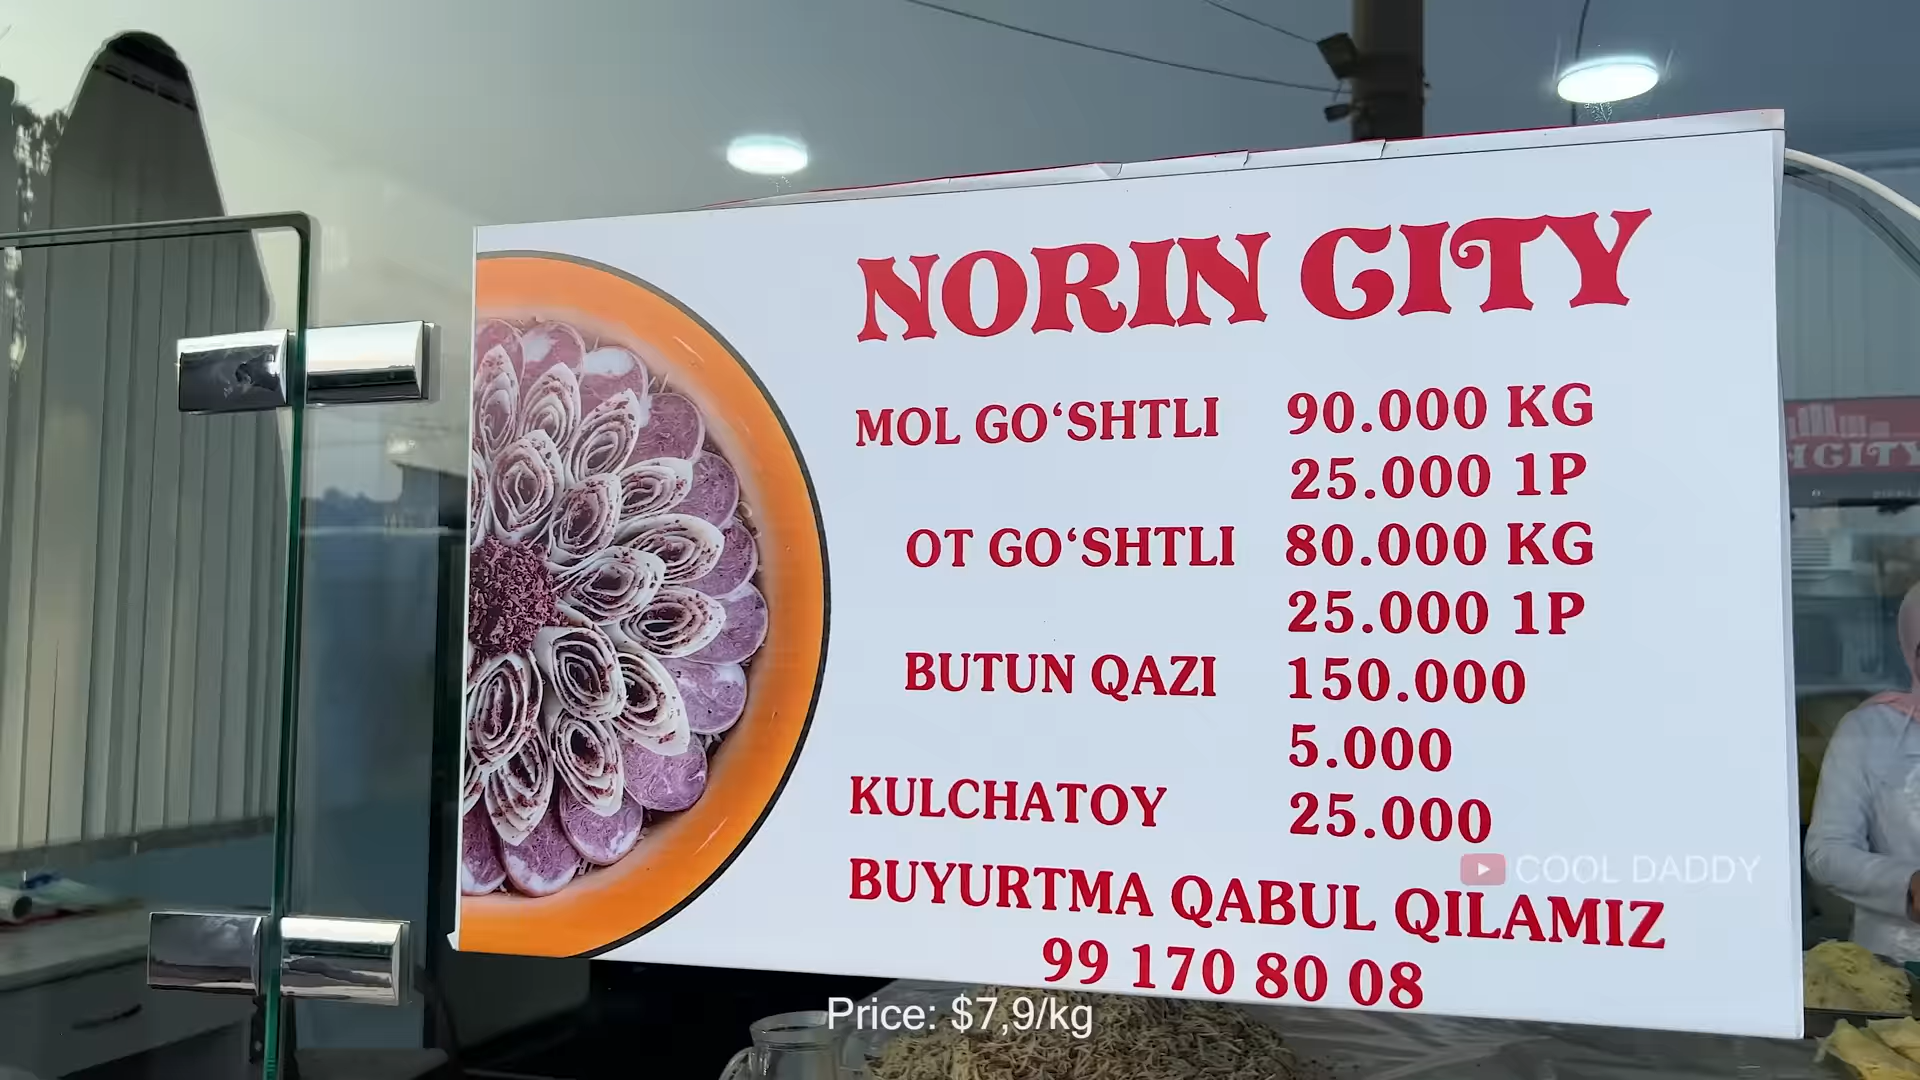 NORIN CITY
MOL GO‘SHTLI 90.000 KG
25.000 1P
OT GO‘SHTLI 80.000 KG
25.000 1P
BUTUN QAZI 150.000
5.000
KULCHATOY 25.000
BUYURTMA QABUL QILAMIZ
99 170 80 08
COOL DADDY
Price: $7,9/kg
CITY